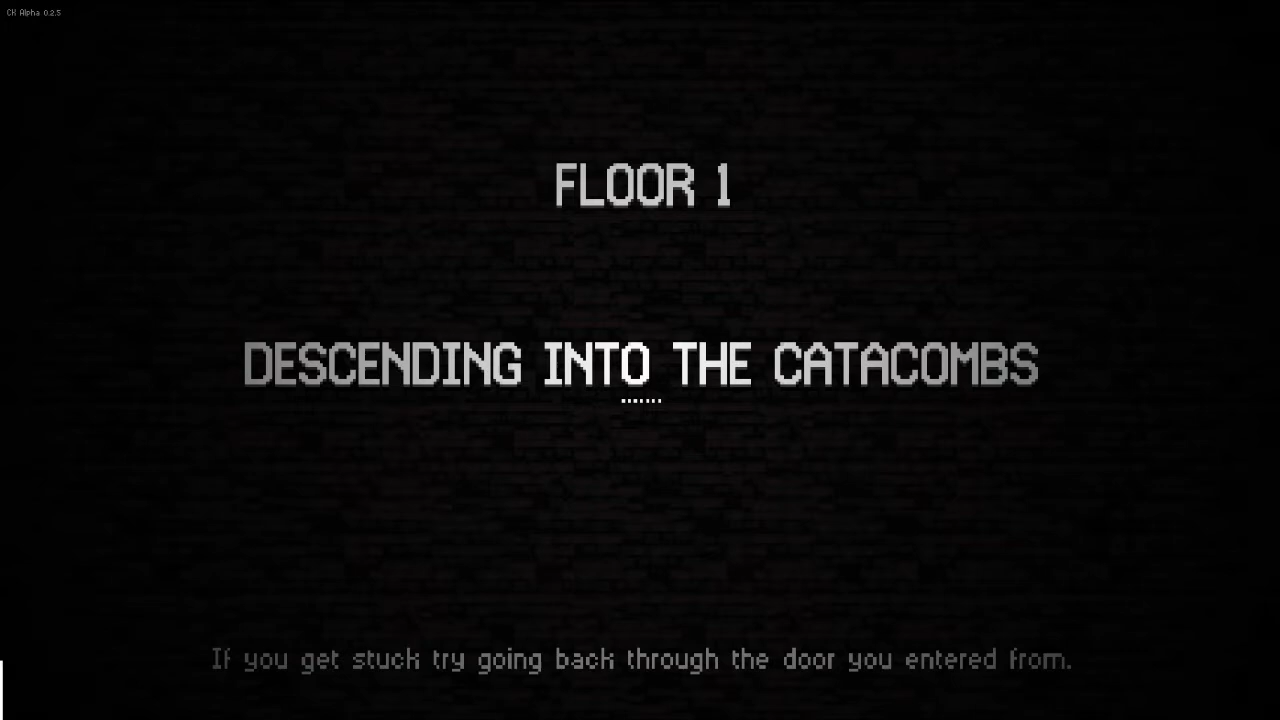 CK Alpha 0.2.5
FLOOR 1
DESCENDING INTO THE CATACOMBS
.......
If you get stuck try going back through the door you entered from.